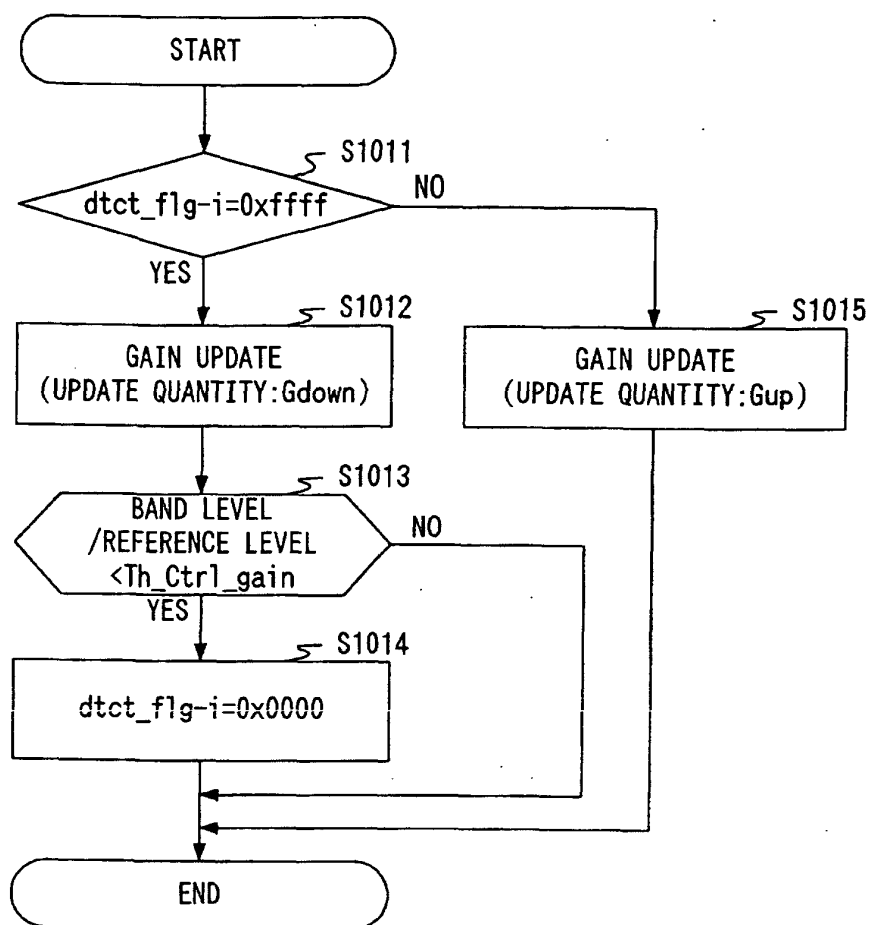 START
S1011
dtct_flg-i=0xffff
NO
YES
S1012
GAIN UPDATE
(UPDATE QUANTITY:Gdown)
S1015
GAIN UPDATE
(UPDATE QUANTITY:Gup)
S1013
BAND LEVEL
/REFERENCE LEVEL
<Th_Ctrl_gain
NO
YES
S1014
dtct_flg-i=0x0000
END